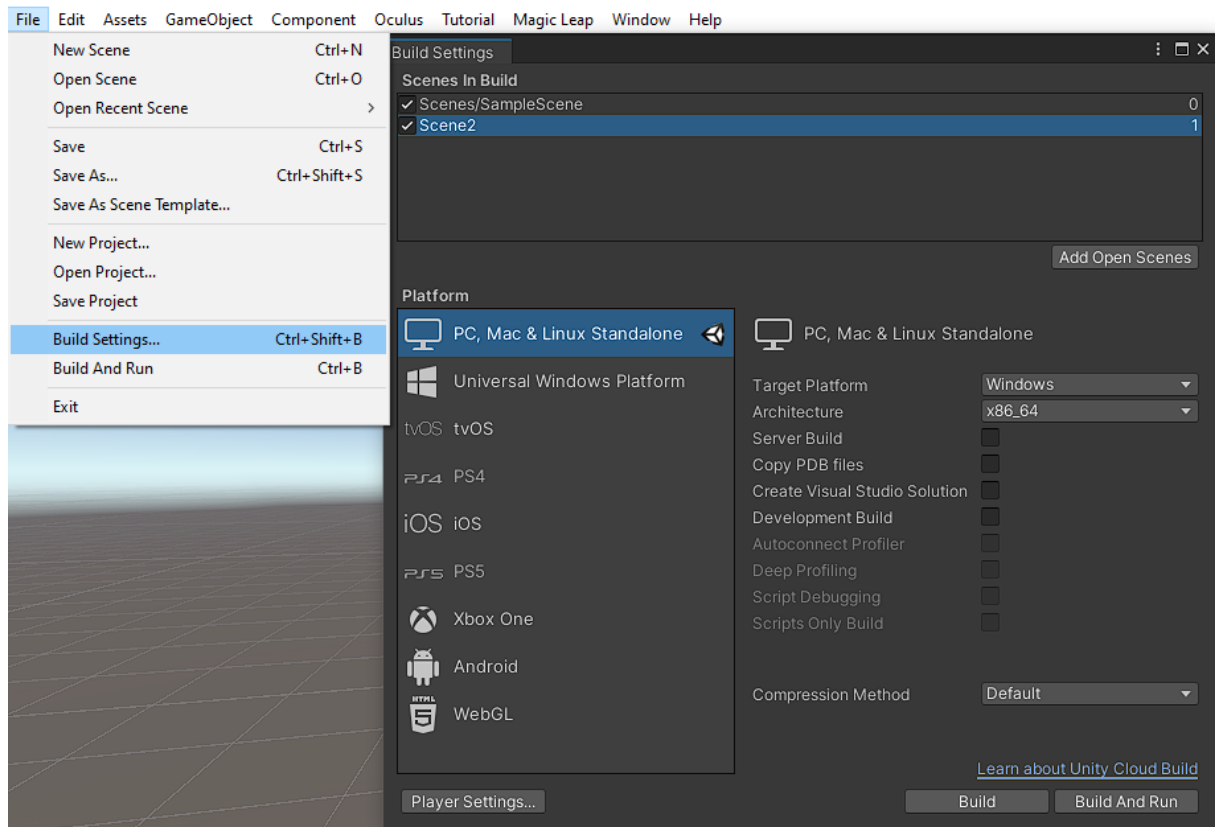 File Edit Assets GameObject Component Oculus Tutorial Magic Leap Window Help
New Scene Ctrl+N
Open Scene Ctrl+O
Open Recent Scene
Save Ctrl+S
Save As... Ctrl+Shift+S
Save As Scene Template...
New Project...
Open Project...
Save Project
Build Settings... Ctrl+Shift+B
Build And Run Ctrl+B
Exit
Build Settings
Scenes In Build
Scenes/SampleScene 0
Scene2 1
Add Open Scenes
Platform
PC, Mac & Linux Standalone
Universal Windows Platform
tvOS tvOS
PS4 PS4
iOS iOS
PS5 PS5
Xbox One
Android
HTML 5 WebGL
PC, Mac & Linux Standalone
Target Platform Windows
Architecture x86_64
Server Build
Copy PDB files
Create Visual Studio Solution
Development Build
Autoconnect Profiler
Deep Profiling
Script Debugging
Scripts Only Build
Compression Method Default
Learn about Unity Cloud Build
Player Settings... Build Build And Run